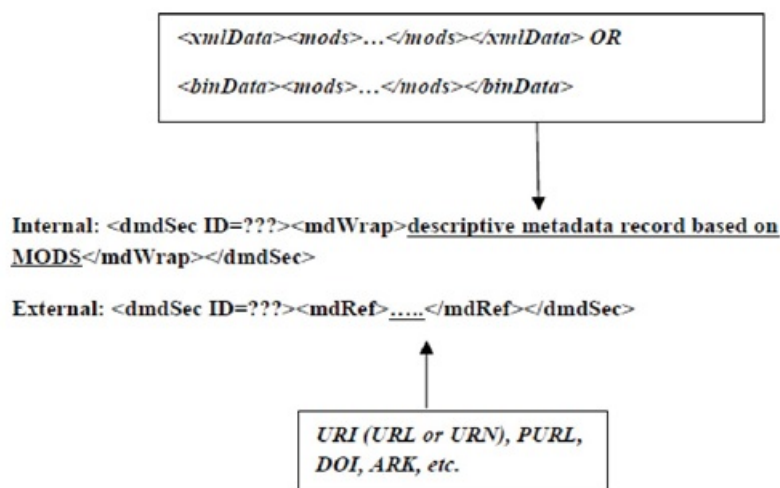 <xmlData><mods>…</mods></xmlData> OR
<binData><mods>…</mods></binData>
Internal: <dmdSec ID=???><mdWrap>descriptive metadata record based on
MODS</mdWrap></dmdSec>
External: <dmdSec ID=???><mdRef>…..</mdRef></dmdSec>
URI (URL or URN), PURL,
DOI, ARK, etc.